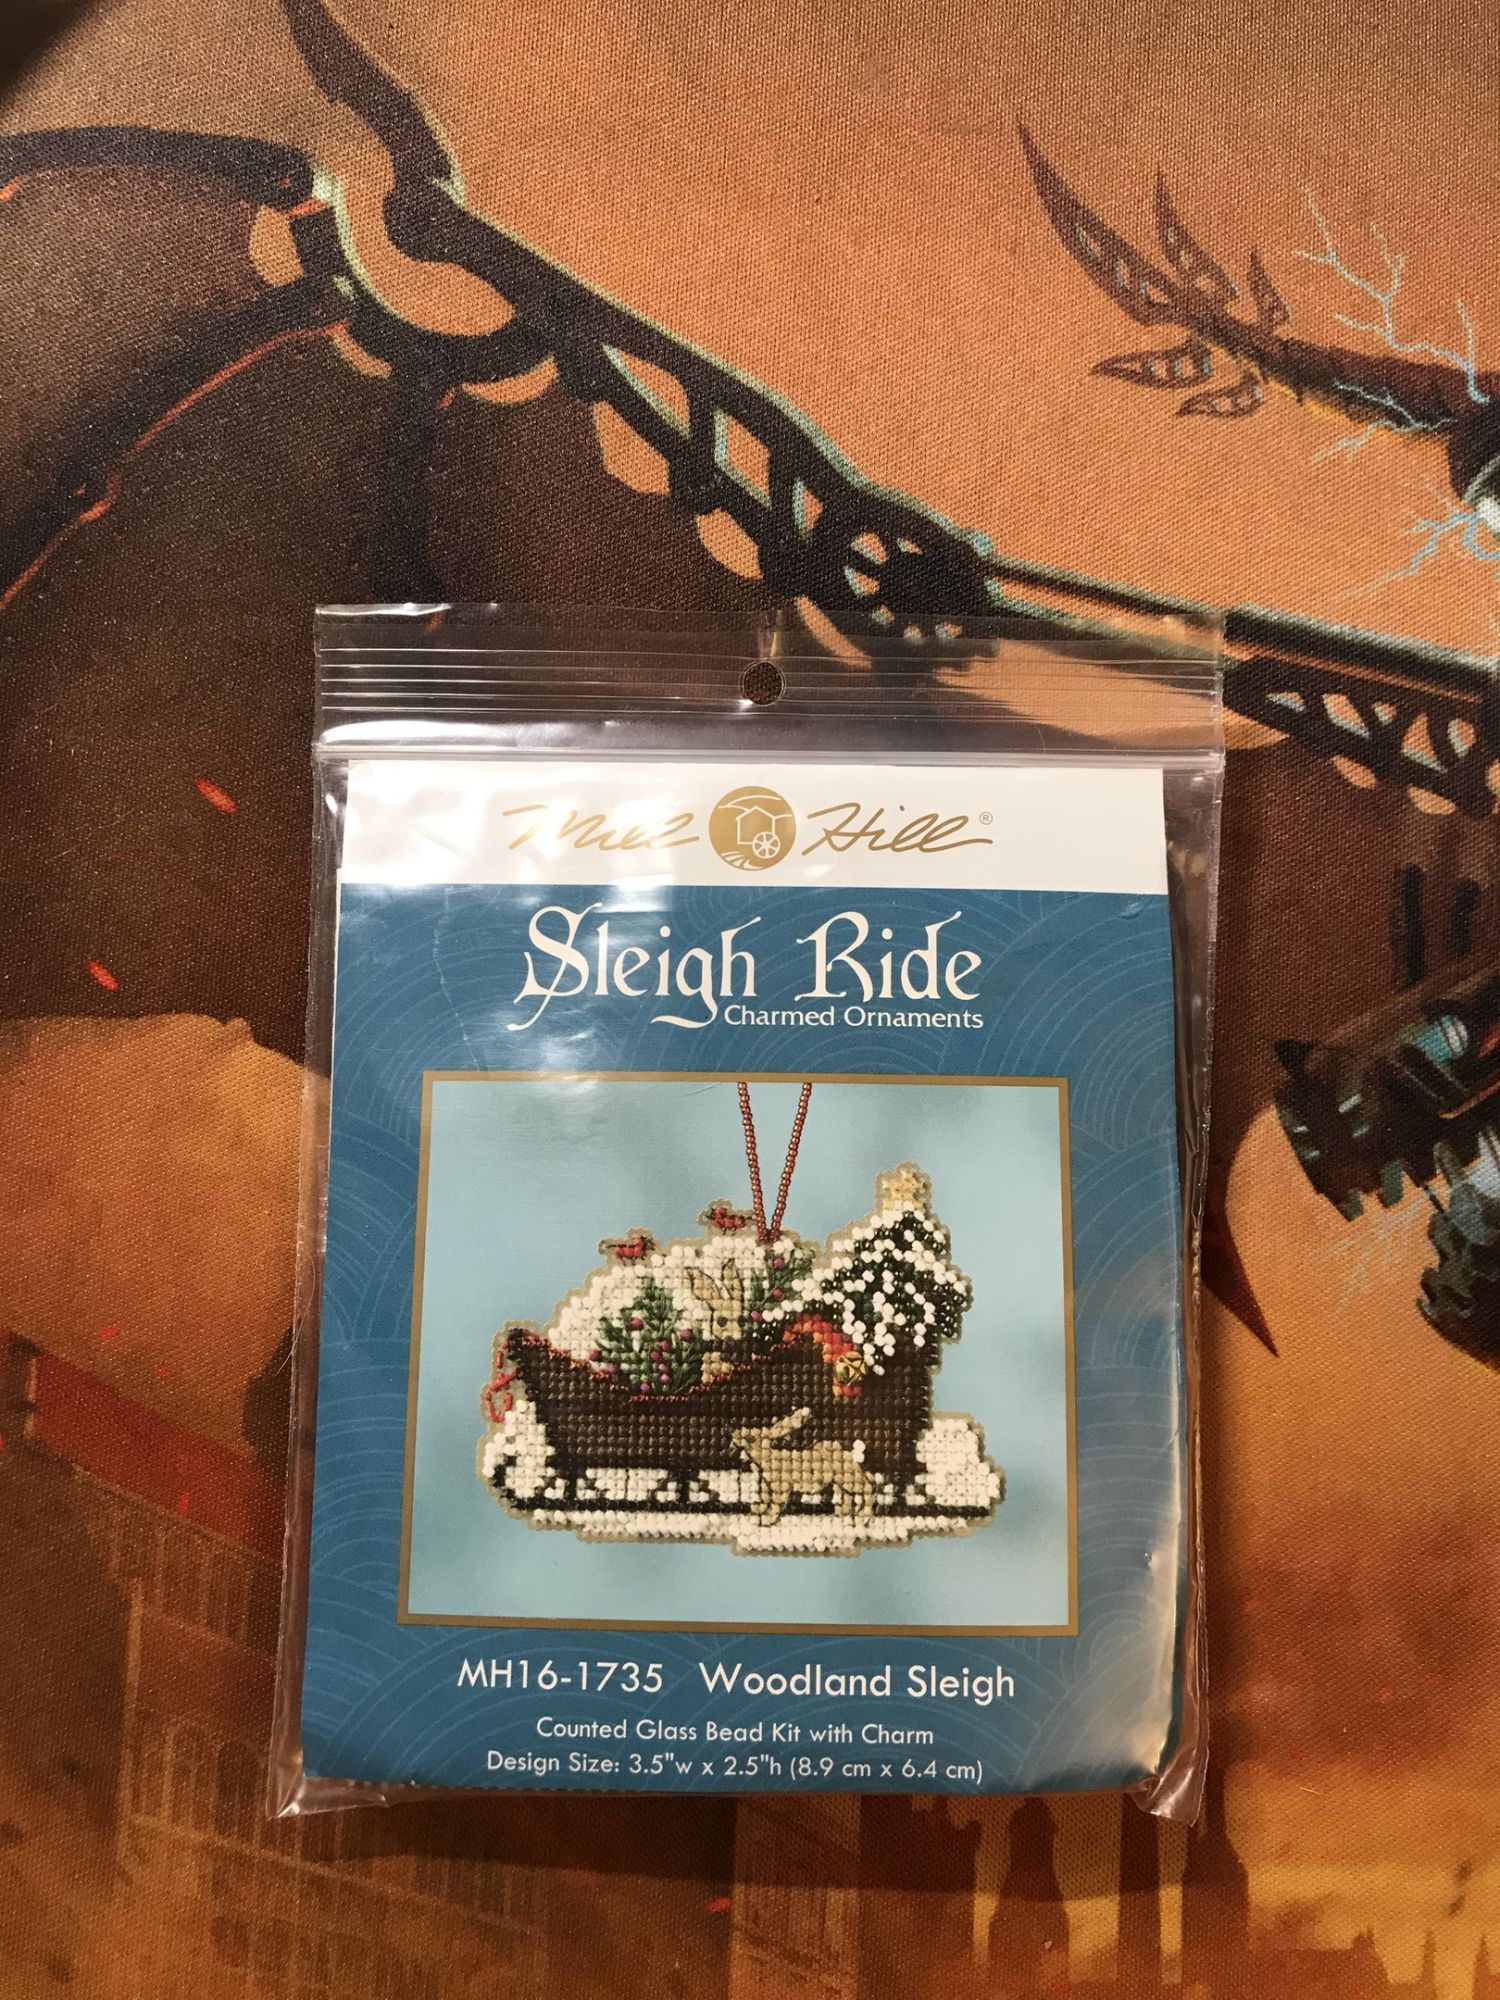 Mill Hill®
Sleigh Ride
Charmed Ornaments
MH16-1735 Woodland Sleigh
Counted Glass Bead Kit with Charm
Design Size: 3.5"w x 2.5"h (8.9 cm x 6.4 cm)